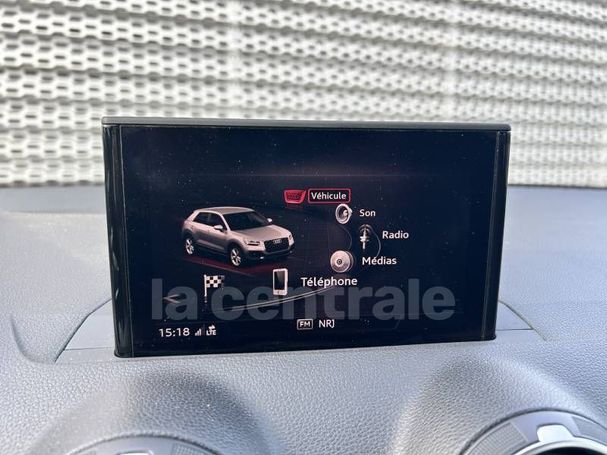 Véhicule
Son
Radio
Médias
Téléphone
la centrale
15:18 LTE
FM NRJ